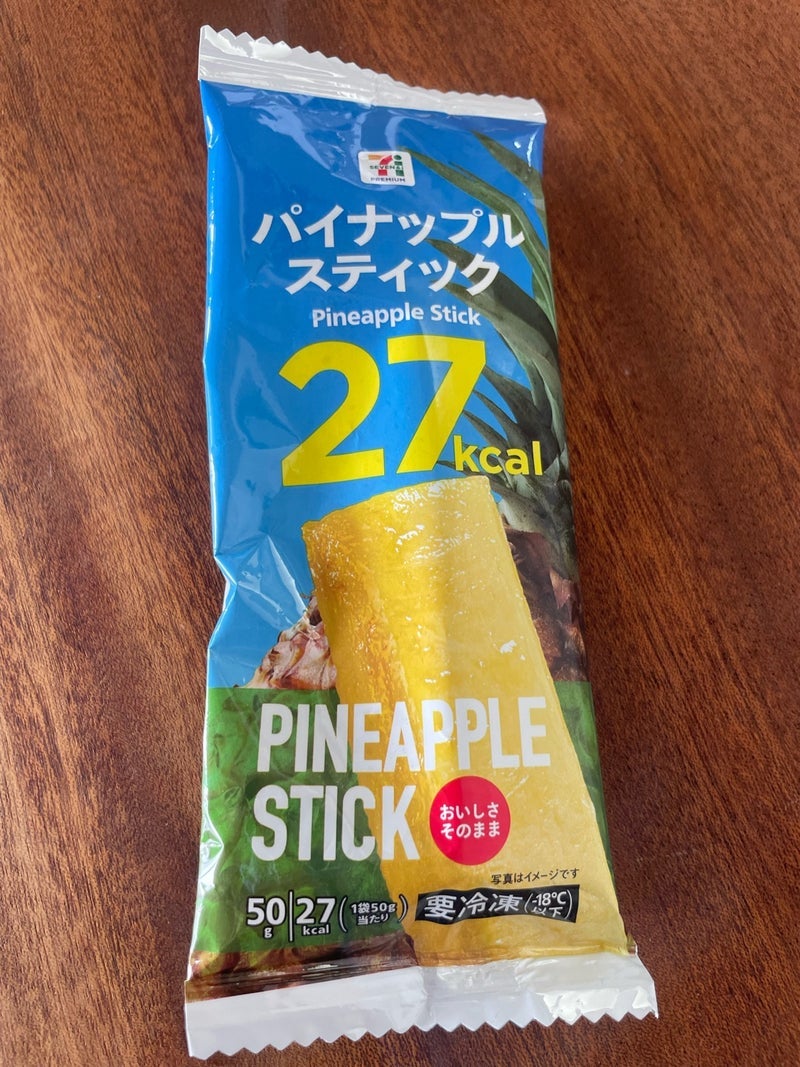 SEVEN&i
PREMIUM
パイナップル
スティック
Pineapple Stick
27kcal
PINEAPPLE
STICK
おいしさ
そのまま
写真はイメージです
50g 27kcal (1袋50g当たり) 要冷凍(-18℃以下)